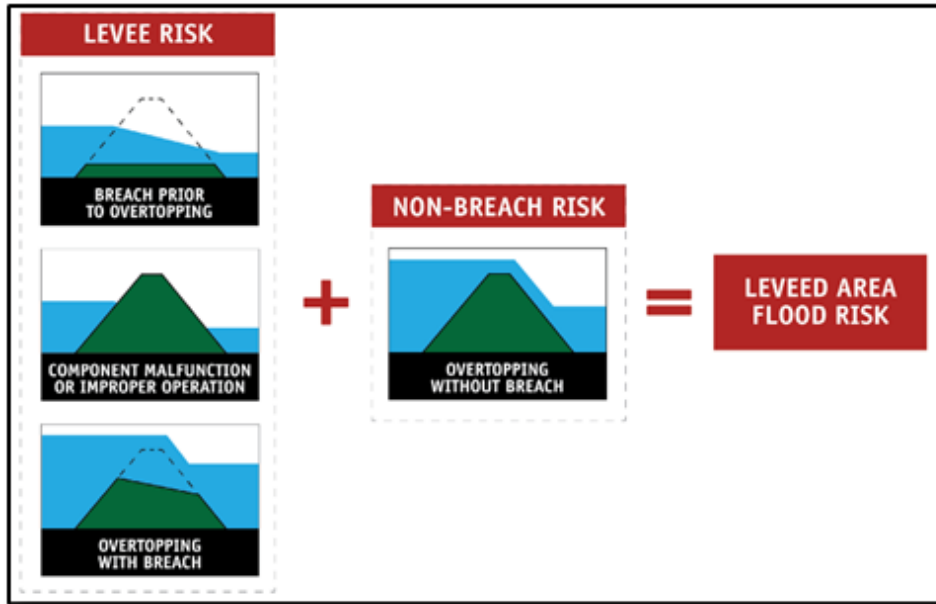 LEVEE RISK
BREACH PRIOR
TO OVERTOPPING
COMPONENT MALFUNCTION
OR IMPROPER OPERATION
OVERTOPPING
WITH BREACH
+
NON-BREACH RISK
OVERTOPPING
WITHOUT BREACH
=
LEVEED AREA
FLOOD RISK